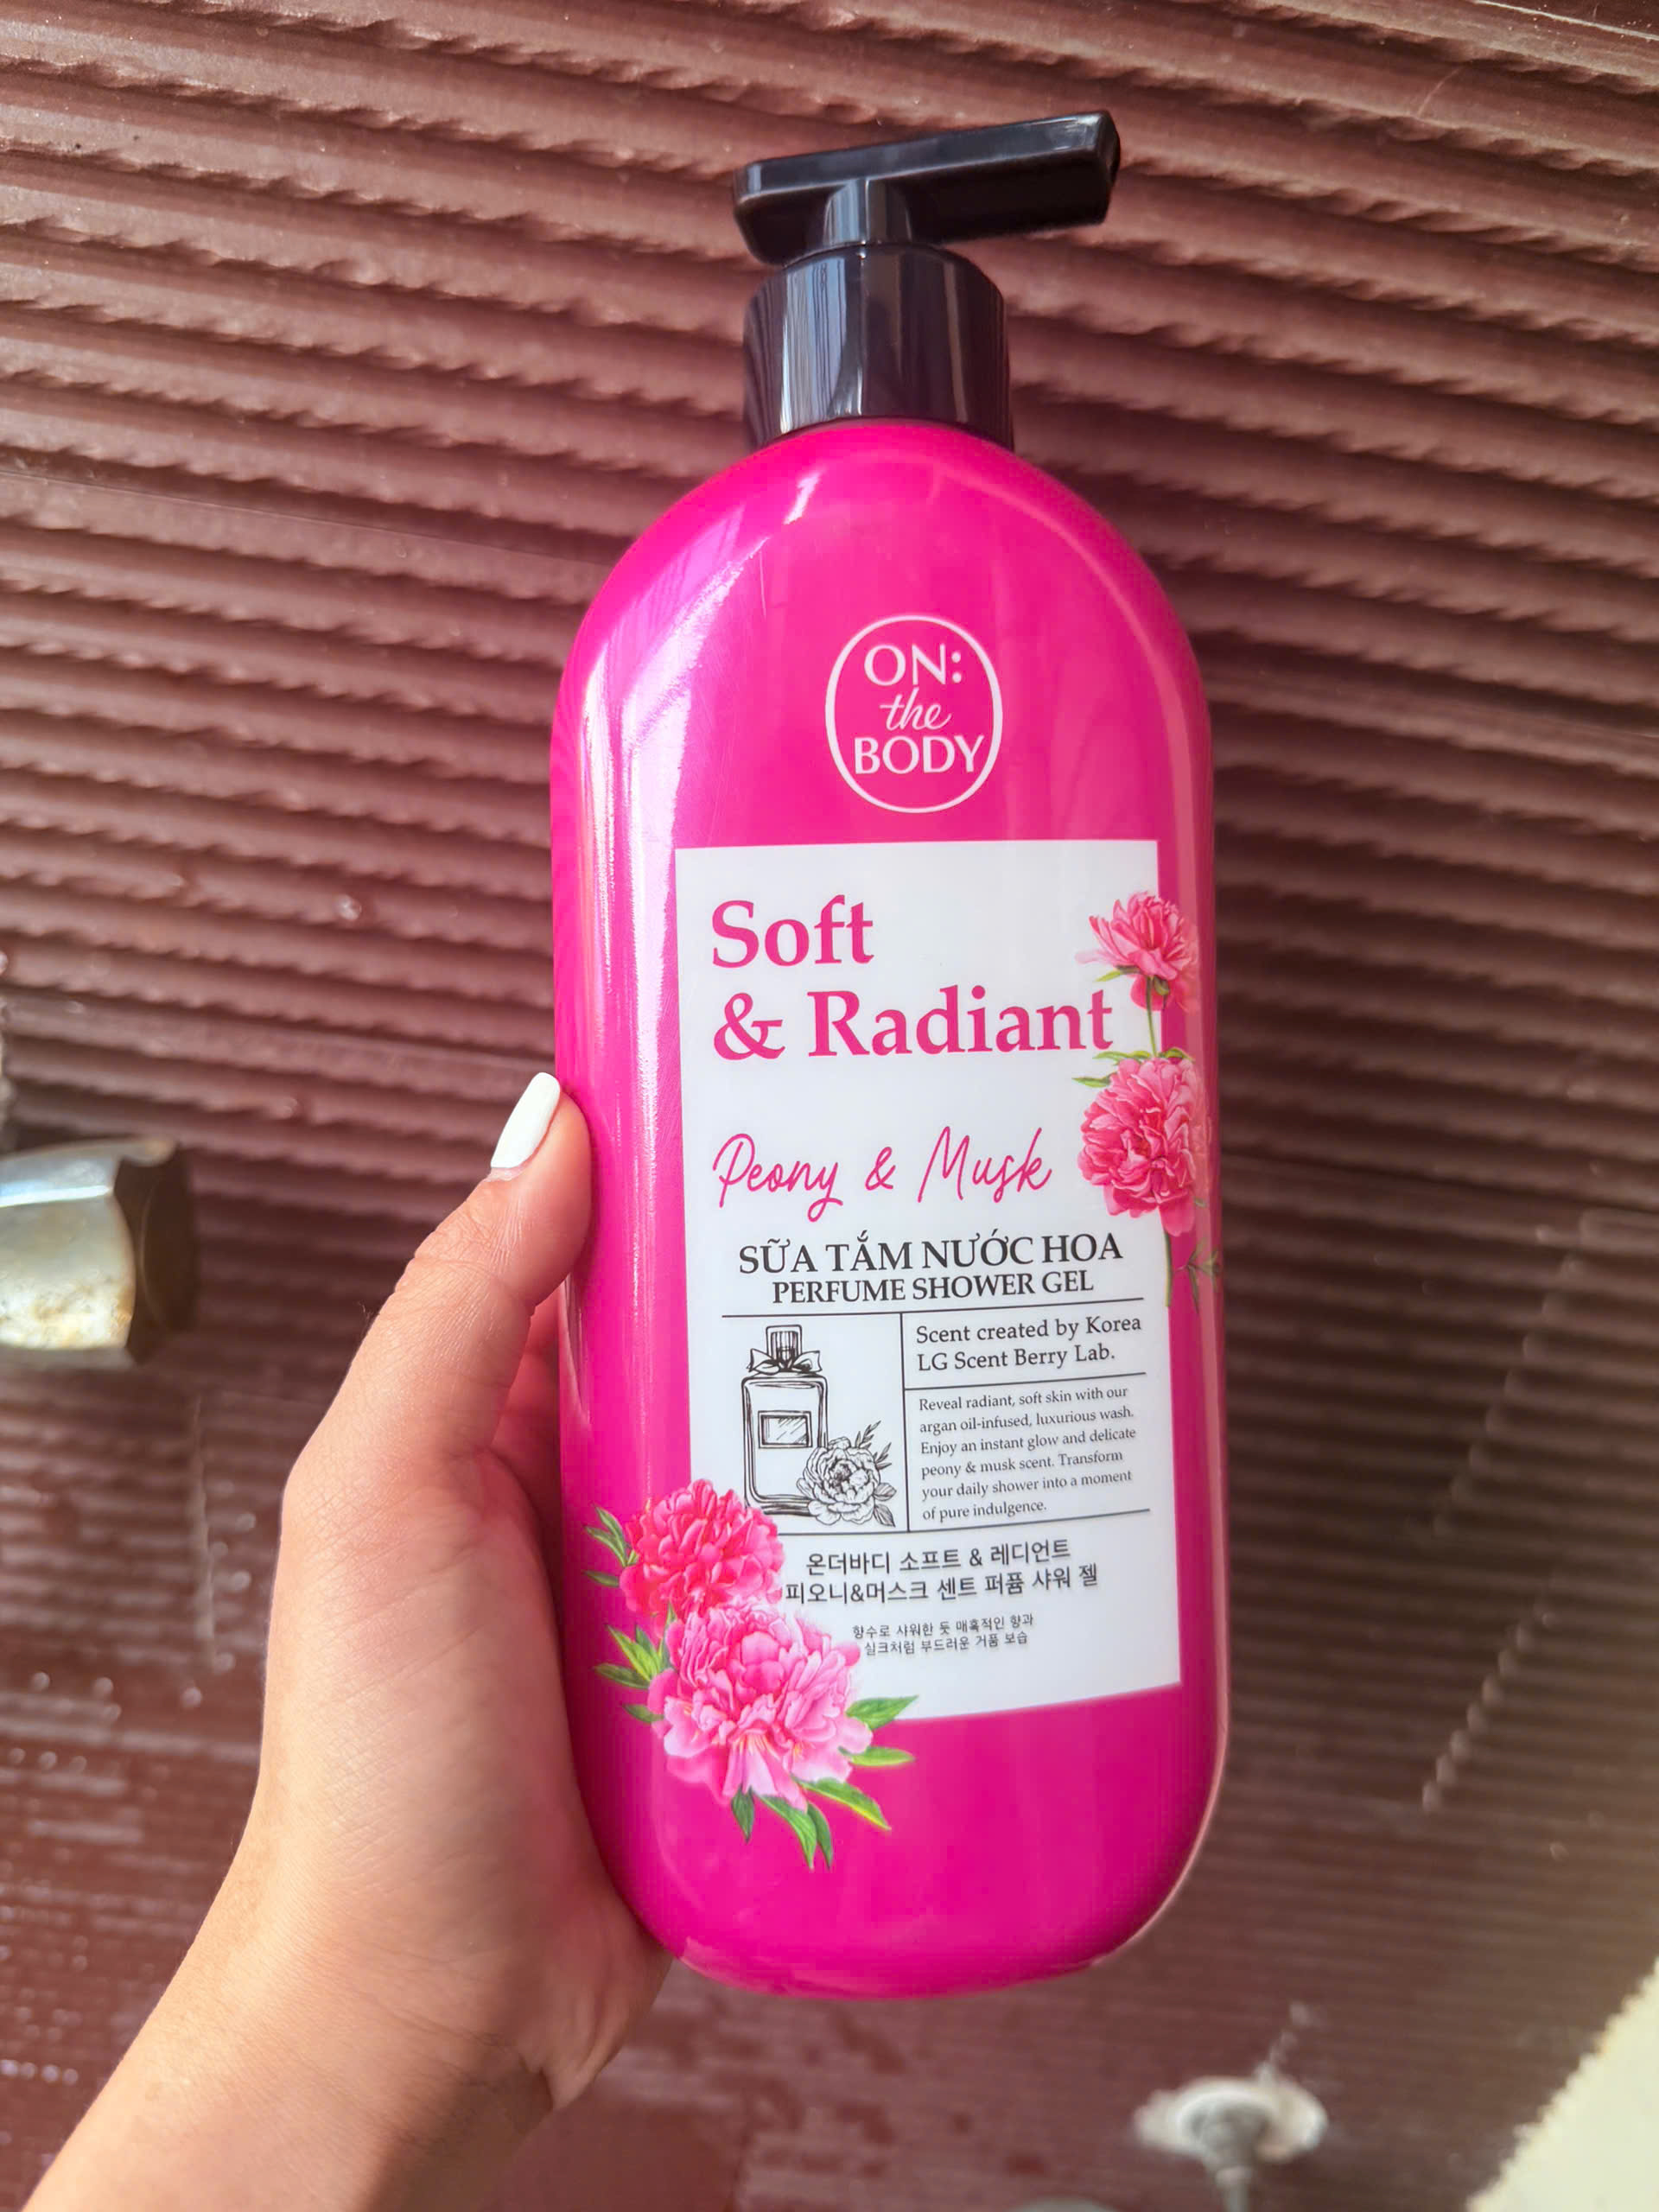 ON:
the
BODY
Soft
& Radiant
Peony & Musk
SỮA TẮM NƯỚC HOA
PERFUME SHOWER GEL
Scent created by Korea
LG Scent Berry Lab.
Reveal radiant, soft skin with our
argan oil-infused, luxurious wash.
Enjoy an instant glow and delicate
peony & musk scent. Transform
your daily shower into a moment
of pure indulgence.
온더바디 소프트 & 레디언트
피오니&머스크 센트 퍼퓸 샤워 젤
향수로 샤워한 듯 매혹적인 향과
실크처럼 부드러운 거품 보습